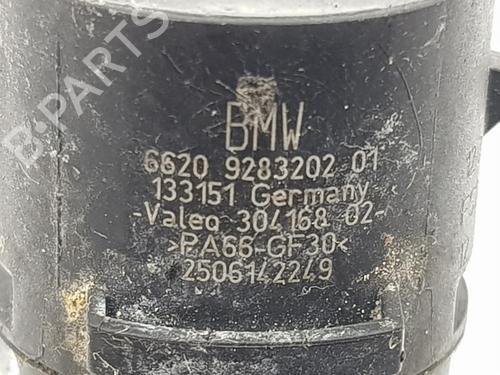 B-PARTS
BMW
6620 9283202 01
133151 Germany
-Valeo 304168 02-
>PA66-GF30<
2506142249